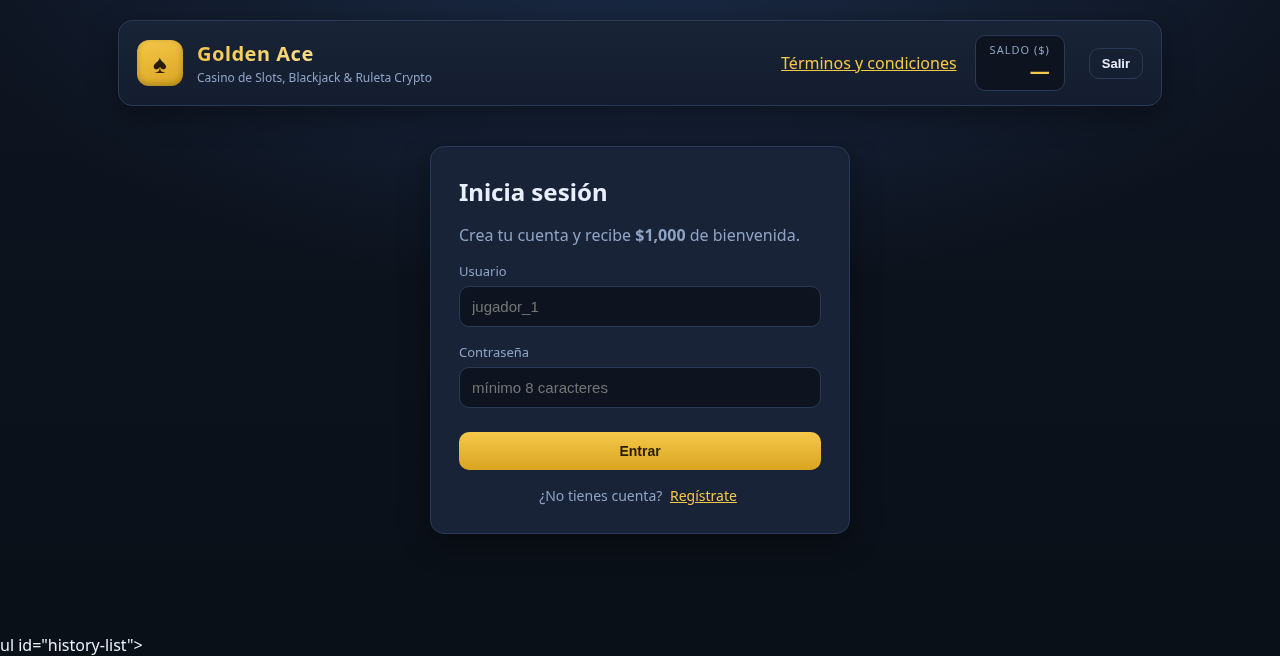 Golden Ace
Casino de Slots, Blackjack & Ruleta Crypto
Términos y condiciones
SALDO ($)
—
Salir
Inicia sesión
Crea tu cuenta y recibe $1,000 de bienvenida.
Usuario
jugador_1
Contraseña
mínimo 8 caracteres
Entrar
¿No tienes cuenta? Regístrate
ul id="history-list">